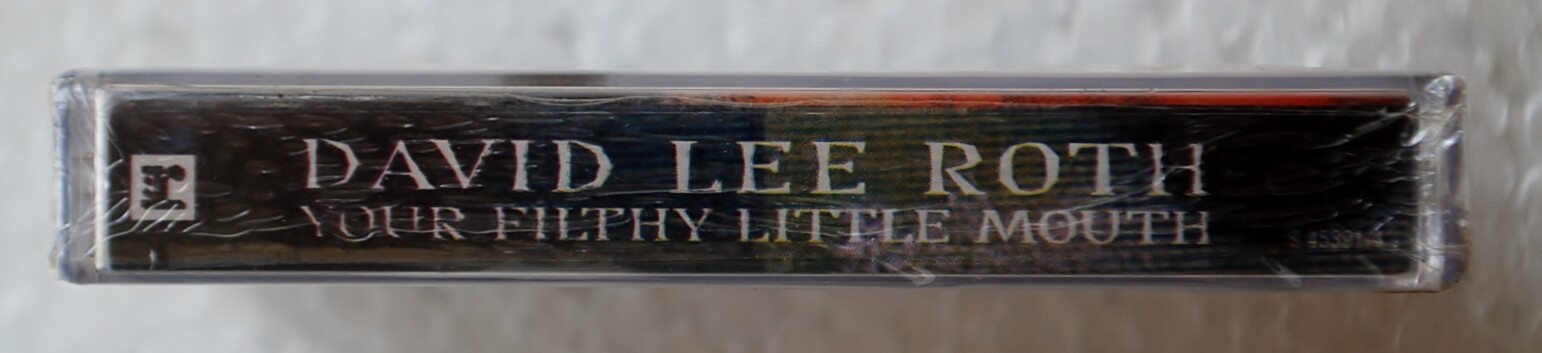 DAVID LEE ROTH
YOUR FILTHY LITTLE MOUTH